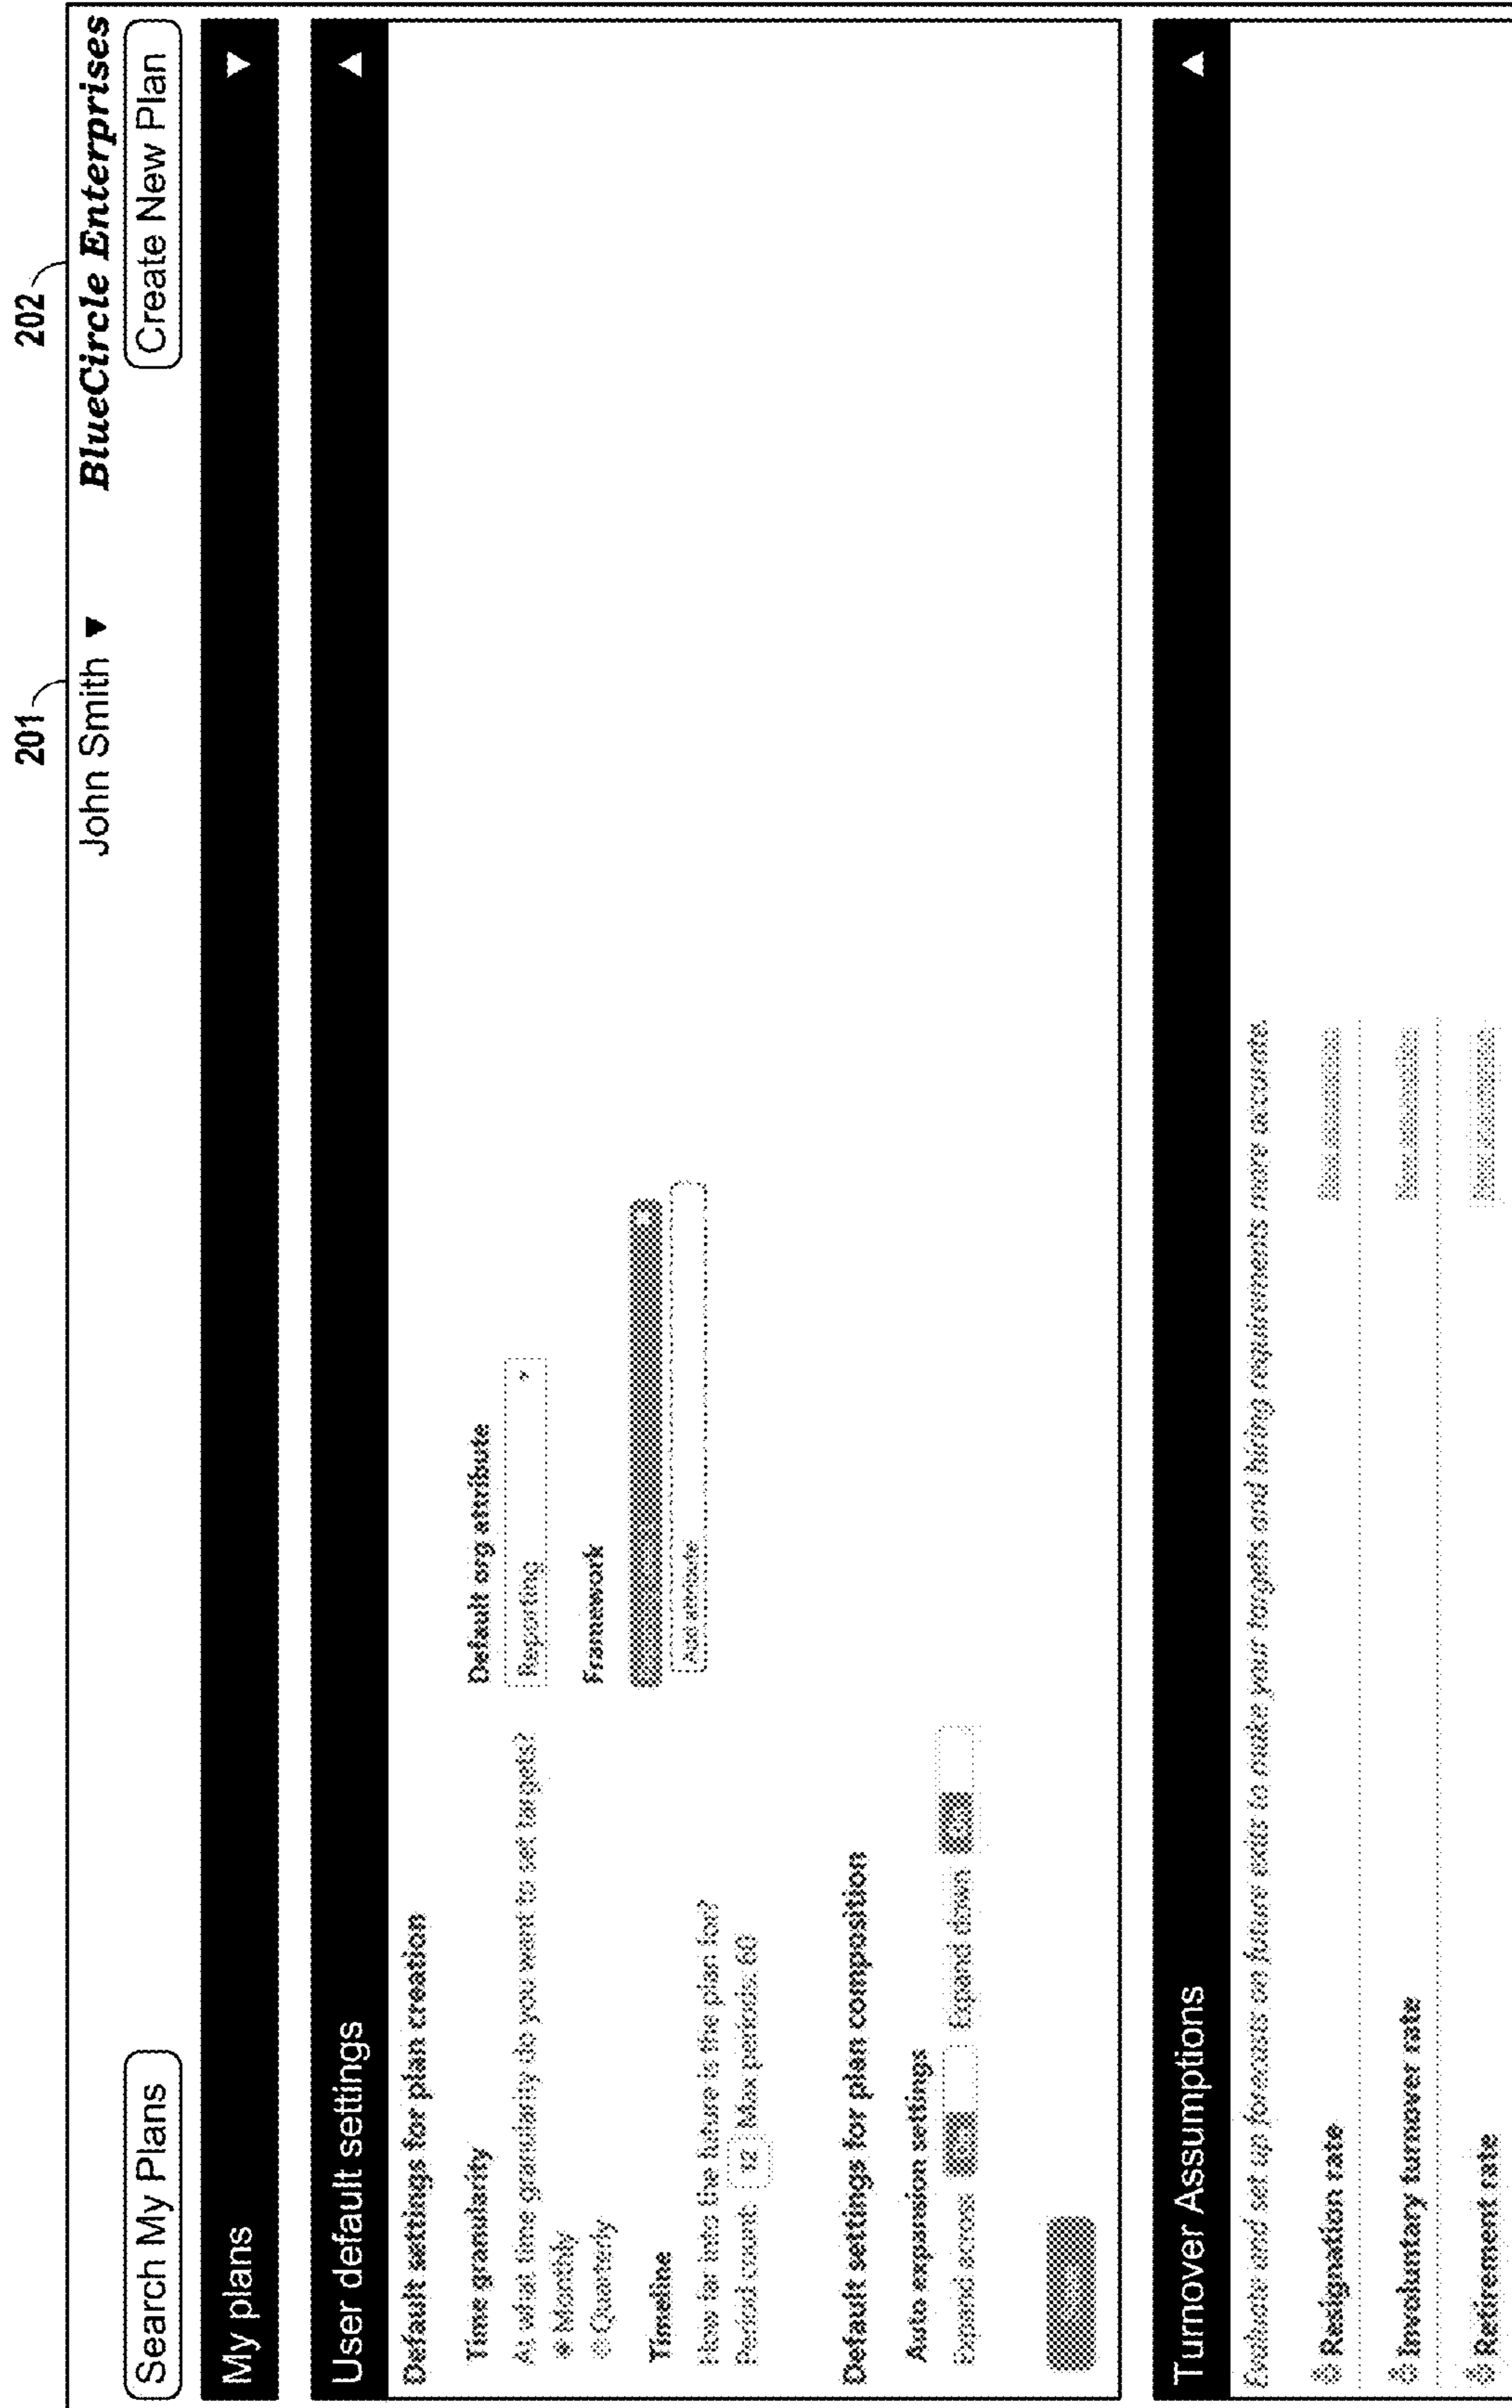 201
202
John Smith ▼
BlueCircle Enterprises
Search My Plans
Create New Plan
My plans
User default settings
Default settings for plan creation
Time granularity
At what time granularity do you want to set targets?
Monthly
Quarterly
Default org attribute
Reporting
Framework
Add attribute
Timeline
How far into the future is the plan for?
Period count: 12 Max periods: 60
Default settings for plan composition
Auto expansion settings
Expand across Expand down
Turnover Assumptions
Evaluate and set up forecasts on future exits to make your targets and hiring requirements more accurate.
Resignation rate
Involuntary turnover rate
Retirement rate